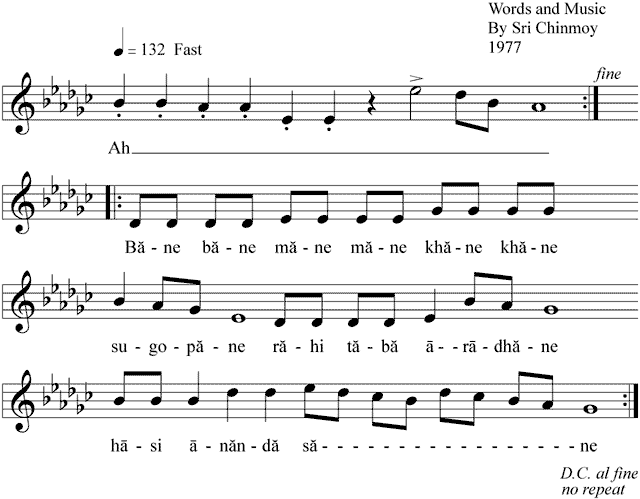 Words and Music
By Sri Chinmoy
1977
♩ = 132 Fast
fine
Ah
Bă - ne bă - ne mă - ne mă - ne khă - ne khă - ne
su - go - pă - ne ră - hi tă - bă ā - - ră - dhă - ne
hā - si ā - năn - dă să - - - - - - - - - - - - - - - - - - ne
D.C. al fine
no repeat